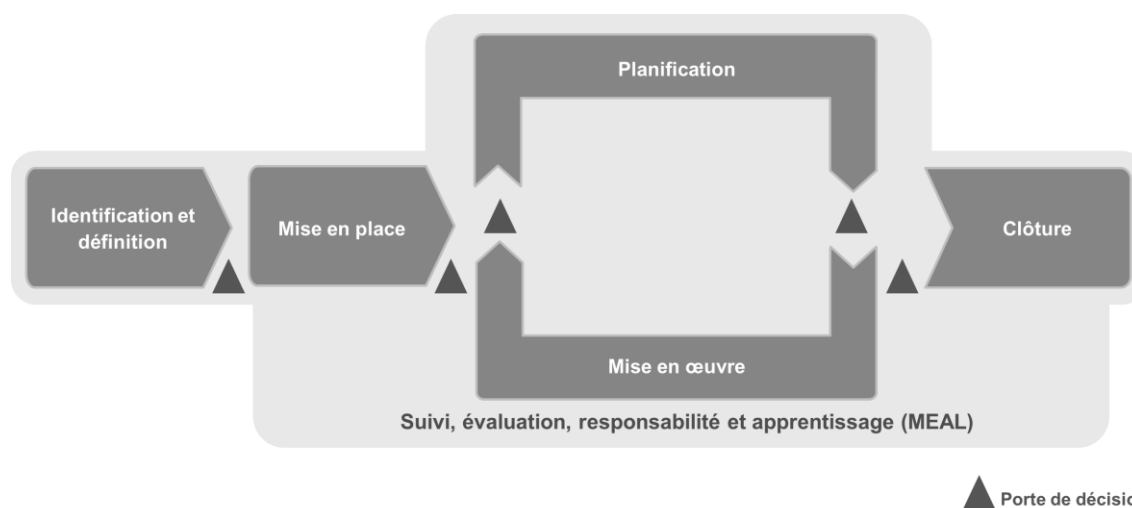 Planification
Identification et
définition
Mise en place
Clôture
Mise en œuvre
Suivi, évaluation, responsabilité et apprentissage (MEAL)
Porte de décisio